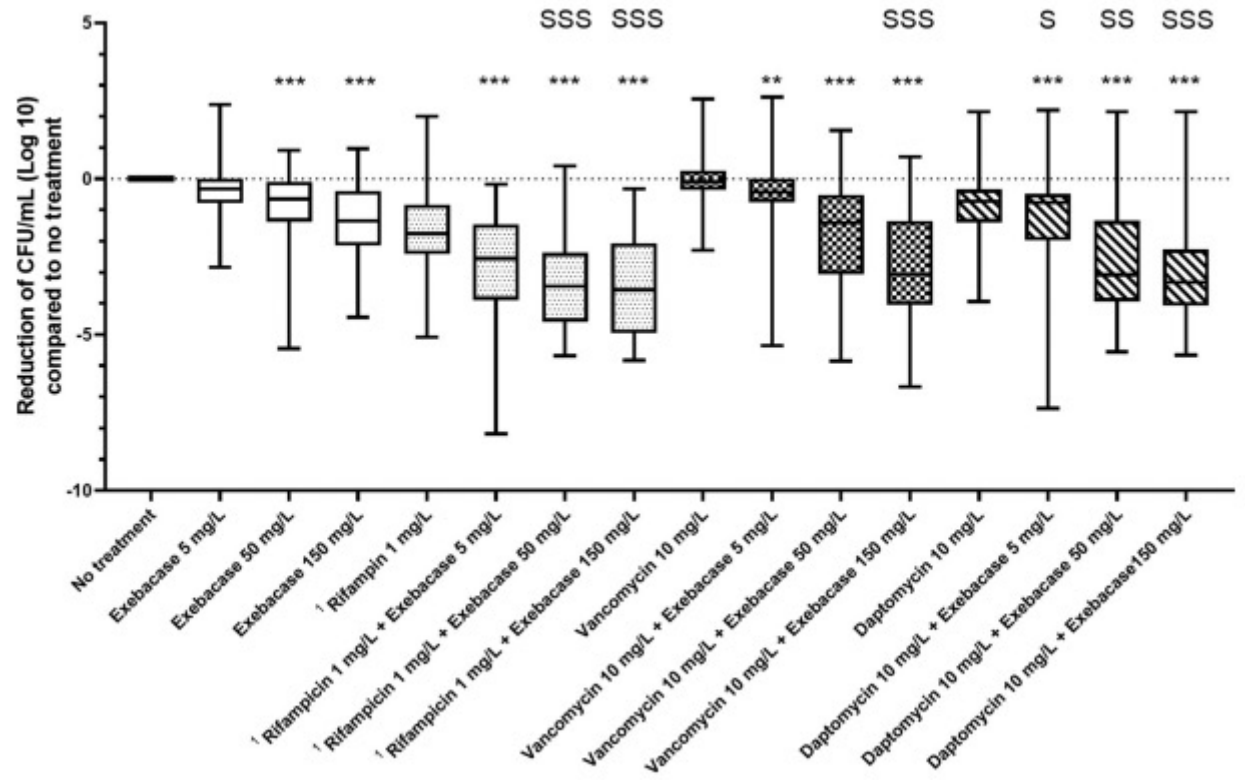 5
SSS SSS SSS S SS SSS
*** *** *** *** *** ** *** *** *** *** ***
0
-5
-10
Reduction of CFU/mL (Log 10)
compared to no treatment
No treatment
Exebacase 5 mg/L
Exebacase 50 mg/L
Exebacase 150 mg/L
1 Rifampin 1 mg/L
1 Rifampicin 1 mg/L + Exebacase 5 mg/L
1 Rifampicin 1 mg/L + Exebacase 50 mg/L
1 Rifampicin 1 mg/L + Exebacase 150 mg/L
Vancomycin 10 mg/L
Vancomycin 10 mg/L + Exebacase 5 mg/L
Vancomycin 10 mg/L + Exebacase 50 mg/L
Vancomycin 10 mg/L + Exebacase 150 mg/L
Daptomycin 10 mg/L
Daptomycin 10 mg/L + Exebacase 5 mg/L
Daptomycin 10 mg/L + Exebacase 50 mg/L
Daptomycin 10 mg/L + Exebacase150 mg/L